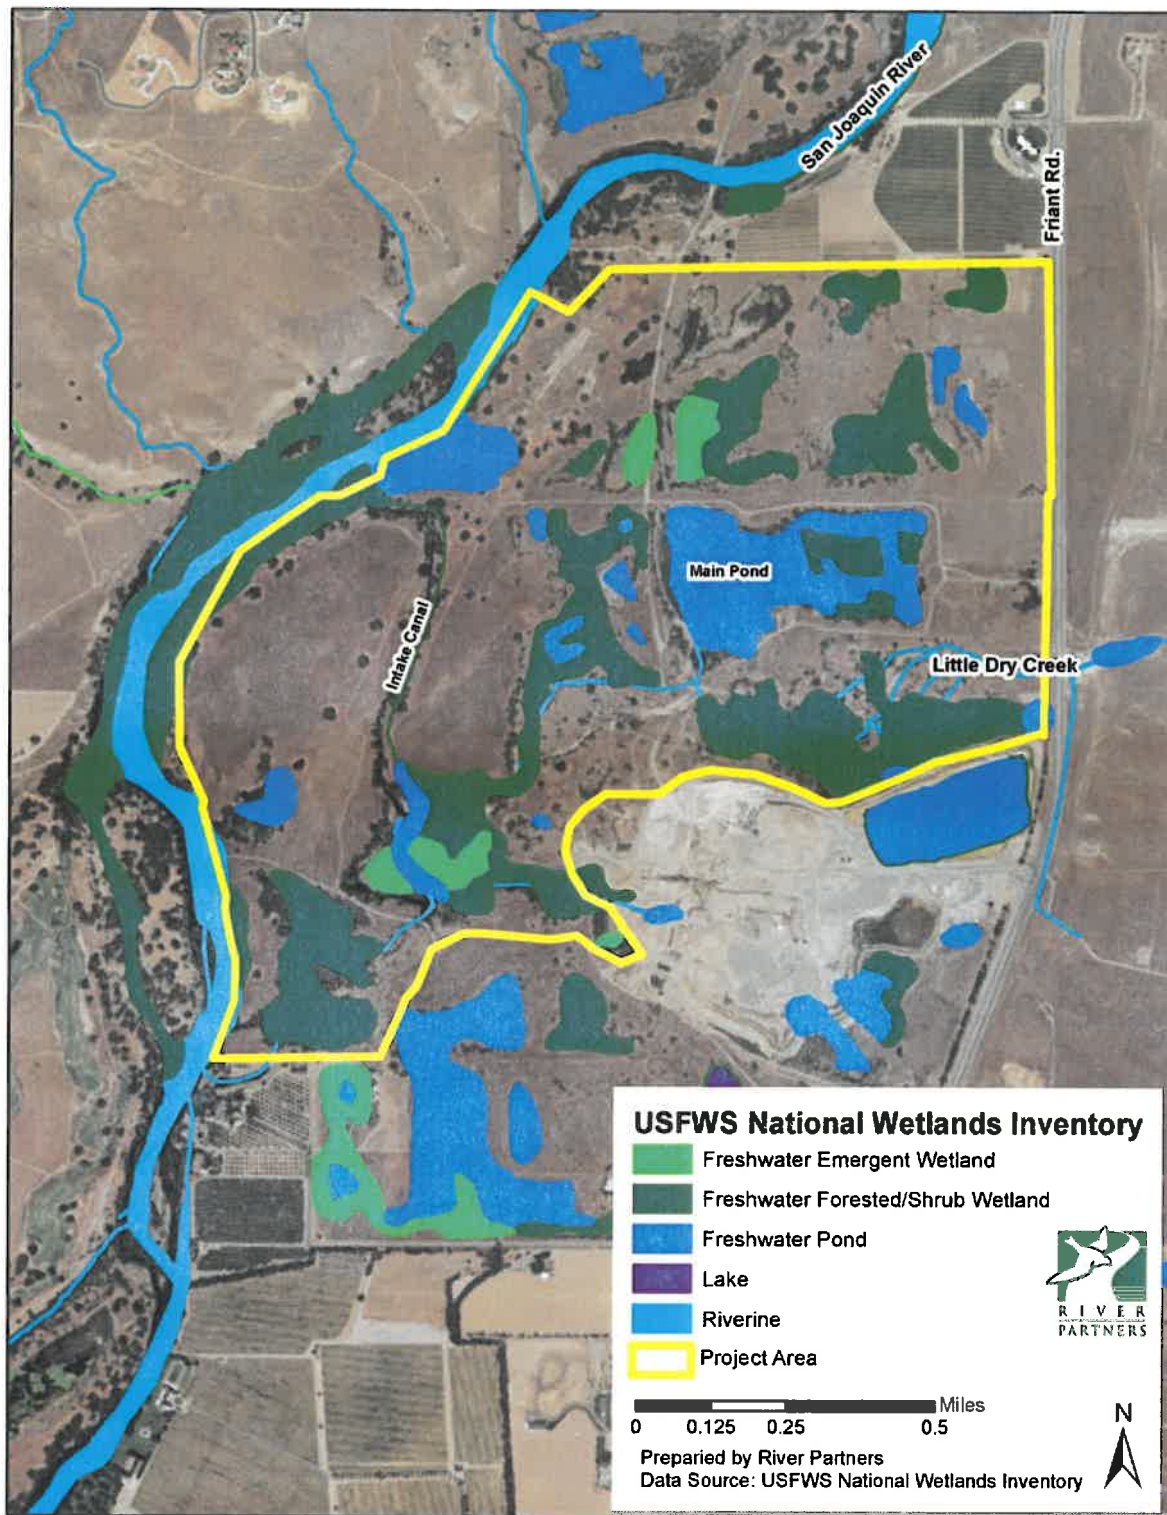 San Joaquin River
Friant Rd.
Main Pond
Intake Canal
Little Dry Creek
USFWS National Wetlands Inventory
Freshwater Emergent Wetland
Freshwater Forested/Shrub Wetland
Freshwater Pond
Lake
Riverine
Project Area
RIVER
PARTNERS
Miles
0 0.125 0.25 0.5
N
Prepariied by River Partners
Data Source: USFWS National Wetlands Inventory